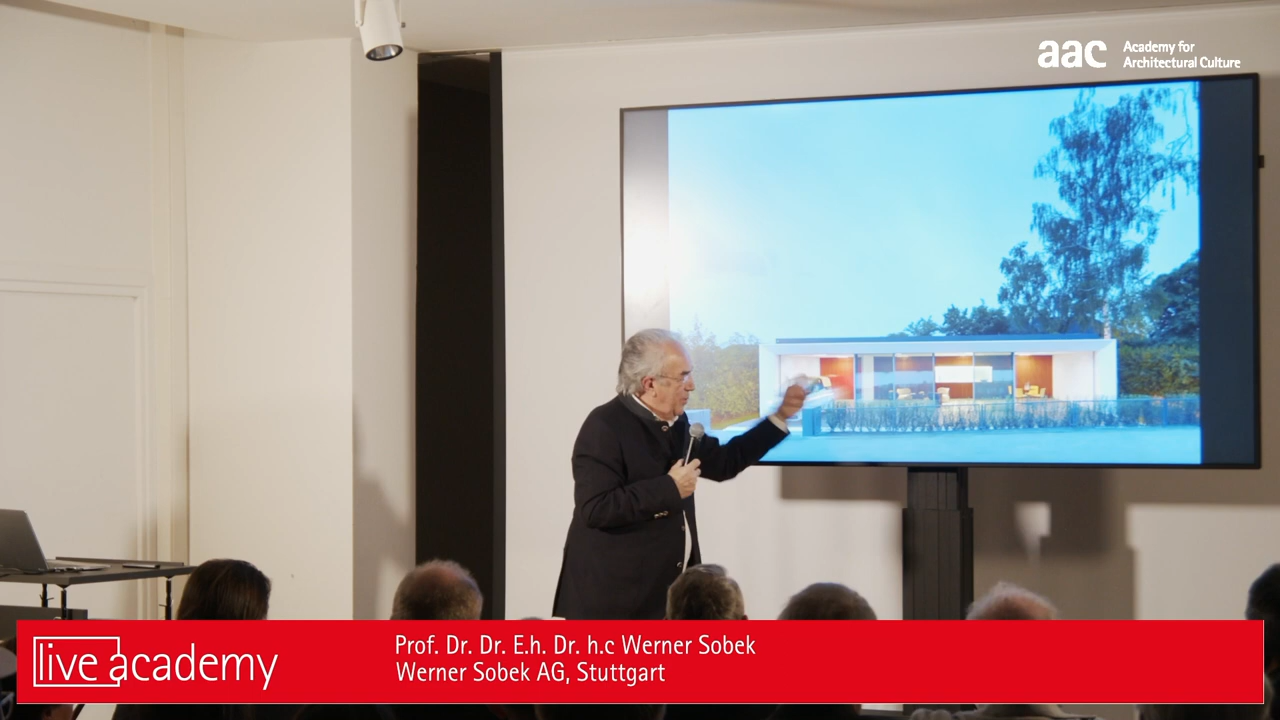 aac
Academy for
Architectural Culture
live academy
Prof. Dr. Dr. E.h. Dr. h.c Werner Sobek
Werner Sobek AG, Stuttgart